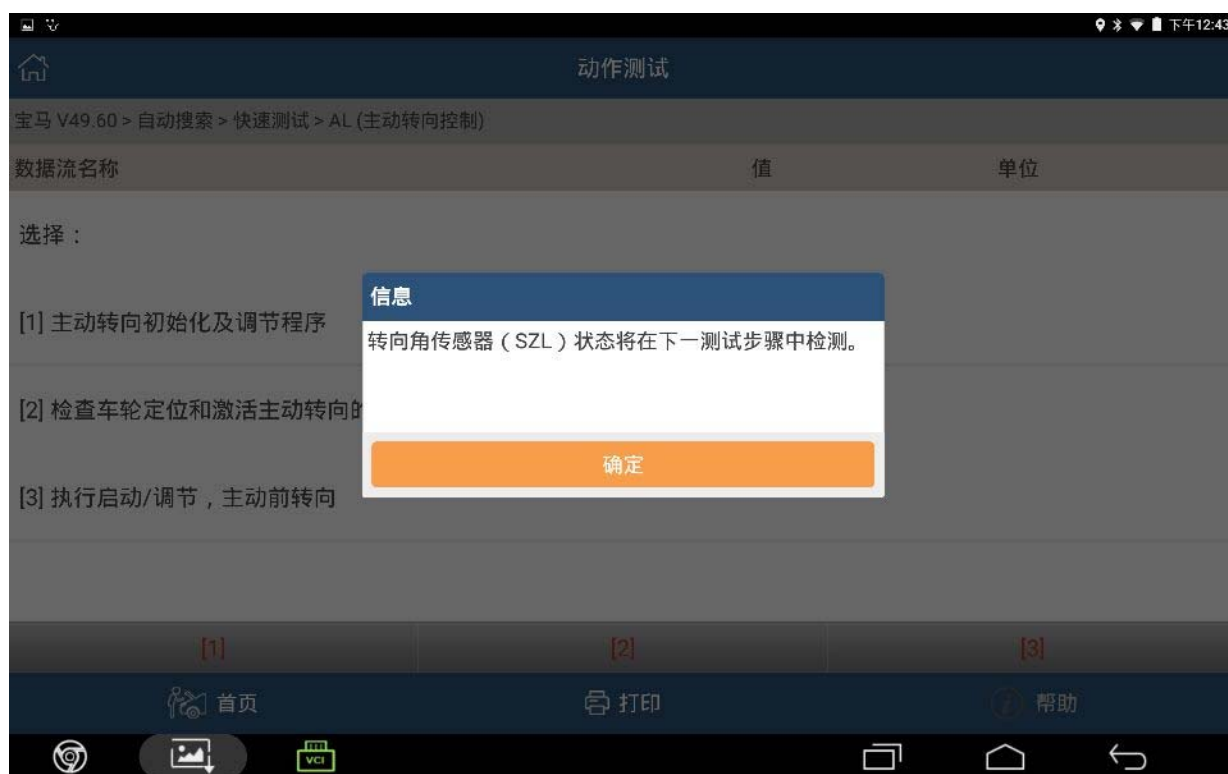 下午12:43
动作测试
宝马 V49.60 > 自动搜索 > 快速测试 > AL (主动转向控制)
数据流名称 值 单位
选择：
[1] 主动转向初始化及调节程序
信息
转向角传感器（SZL）状态将在下一测试步骤中检测。
[2] 检查车轮定位和激活主动转向
确定
[3] 执行启动/调节，主动前转向
[1] [2] [3]
首页 打印 帮助
VCI